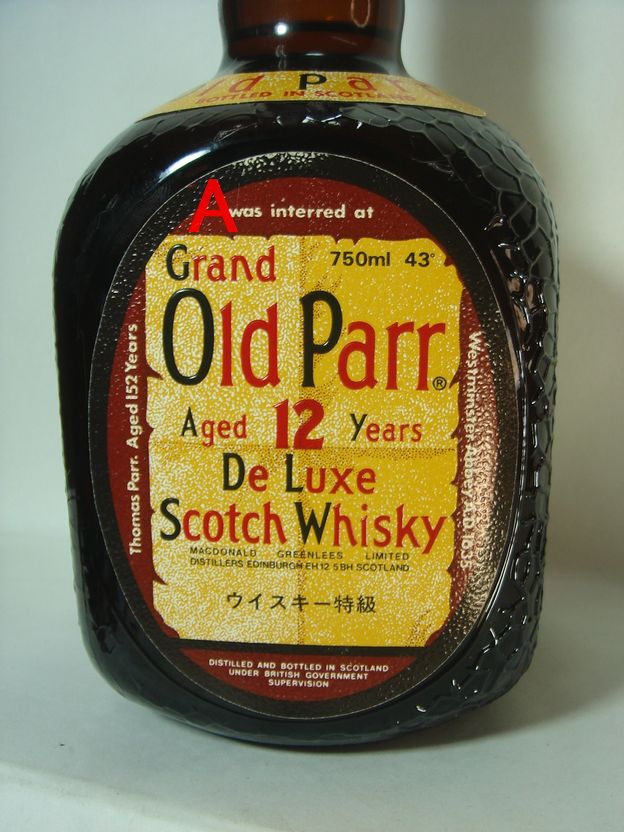 Old Parr
BOTTLED IN SCOTLAND
A
Thomas Parr. Aged 152 Years
was interred at
Westminster Abbey AD 1635
Grand
750ml 43°
Old Parr®
Aged 12 Years
De Luxe
Scotch Whisky
MACDONALD GREENLEES LIMITED
DISTILLERS EDINBURGH EH12 5BH SCOTLAND
ウイスキー特級
DISTILLED AND BOTTLED IN SCOTLAND
UNDER BRITISH GOVERNMENT
SUPERVISION